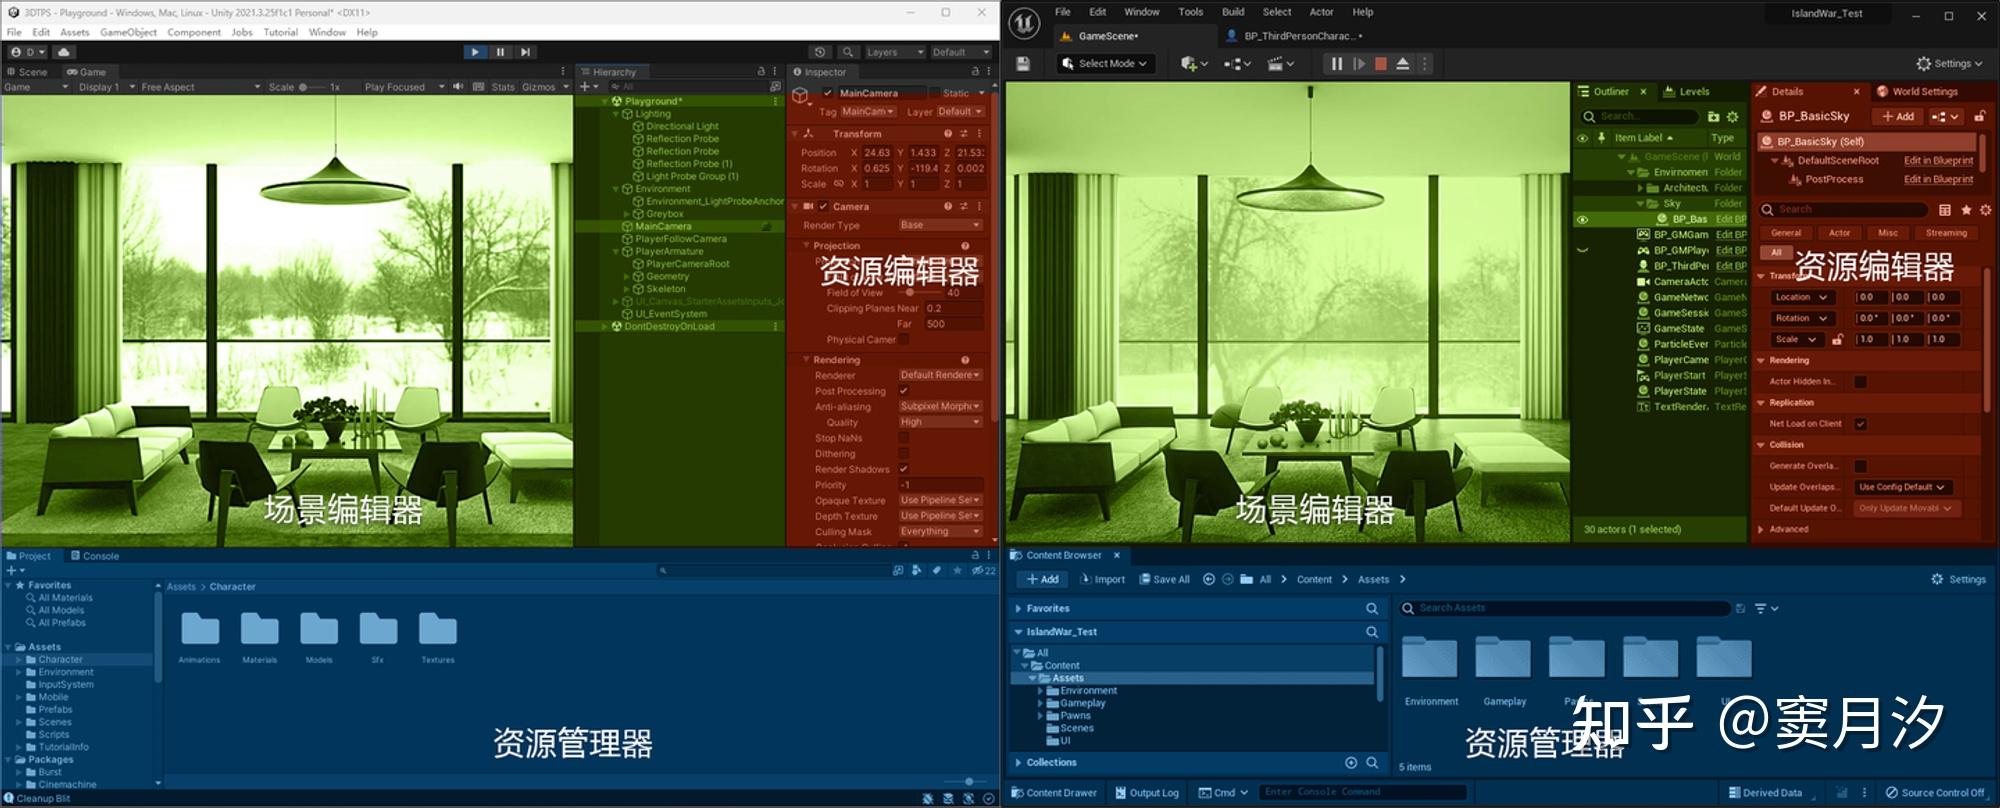 3DTPS - Playground - Windows, Mac, Linux - Unity 2021.3.25f1c1 Personal* <DX11>
File Edit Assets GameObject Component Jobs Tutorial Window Help
D
Layers Default
Scene Game
Game Display 1 Free Aspect Scale 1x Play Focused Stats Gizmos
场景编辑器
Hierarchy
All
Playground*
Lighting
Directional Light
Reflection Probe
Reflection Probe
Reflection Probe (1)
Light Probe Group (1)
Environment
Environment_LightProbeAnchor
Greybox
MainCamera
PlayerFollowCamera
PlayerArmature
PlayerCameraRoot
Geometry
Skeleton
UI_Canvas_StarterAssetsInputs_Jo
UI_EventSystem
DontDestroyOnLoad
Inspector
MainCamera Static
Tag MainCam Layer Default
Transform
Position X 24.63 Y 1.433 Z 21.53
Rotation X 0.625 Y -119.4 Z 0.002
Scale X 1 Y 1 Z 1
Camera
Render Type Base
Projection
资源编辑器
Field of View 40
Clipping Planes Near 0.2
Far 500
Physical Camer
Rendering
Renderer Default Rendere
Post Processing
Anti-aliasing Subpixel Morpho
Quality High
Stop NaNs
Dithering
Render Shadows
Priority -1
Opaque Texture Use Pipeline Set
Depth Texture Use Pipeline Set
Culling Mask Everything
Project Console
22
Favorites
All Materials
All Models
All Prefabs
Assets
Character
Environment
InputSystem
Mobile
Prefabs
Scenes
Scripts
TutorialInfo
Packages
Burst
Cinemachine
Assets > Character
Animations Materials Models Sfx Textures
资源管理器
Cleanup Blit
File Edit Window Tools Build Select Actor Help
IslandWar_Test
GameScene• BP_ThirdPersonCharac...•
Select Mode
Settings
场景编辑器
Outliner Levels
Search...
Item Label Type
GameScene (I World
Envirnomen Folder
Architectu Folder
Sky Folder
BP_Bas Edit BP
BP_GMGam Edit BP
BP_GMPlaye Edit BP
BP_ThirdPer Edit BP
CameraActo Camera
GameNetwo GameN
GameSessi GameS
GameState GameS
ParticleEver Particle
PlayerCame PlayerC
PlayerStart PlayerS
PlayerState PlayerS
TextRender TextRe
30 actors (1 selected)
Details World Settings
BP_BasicSky Add
BP_BasicSky (Self)
DefaultSceneRoot Edit in Blueprint
PostProcess Edit in Blueprint
Search
General Actor Misc Streaming
All
资源编辑器
Transfo
Location 0.0 0.0 0.0
Rotation 0.0° 0.0° 0.0°
Scale 1.0 1.0 1.0
Rendering
Actor Hidden In...
Replication
Net Load on Client
Collision
Generate Overla...
Update Overlaps... Use Config Default
Default Update O... Only Update Movabl
Advanced
Content Browser
Add Import Save All All > Content > Assets >
Settings
Favorites
IslandWar_Test
All
Content
Assets
Environment
Gameplay
Pawns
Scenes
UI
Collections
Search Assets
Environment Gameplay
资源管理器
知乎 @窦月汐
5 items
Content Drawer Output Log Cmd Enter Console Command
Derived Data Source Control Off